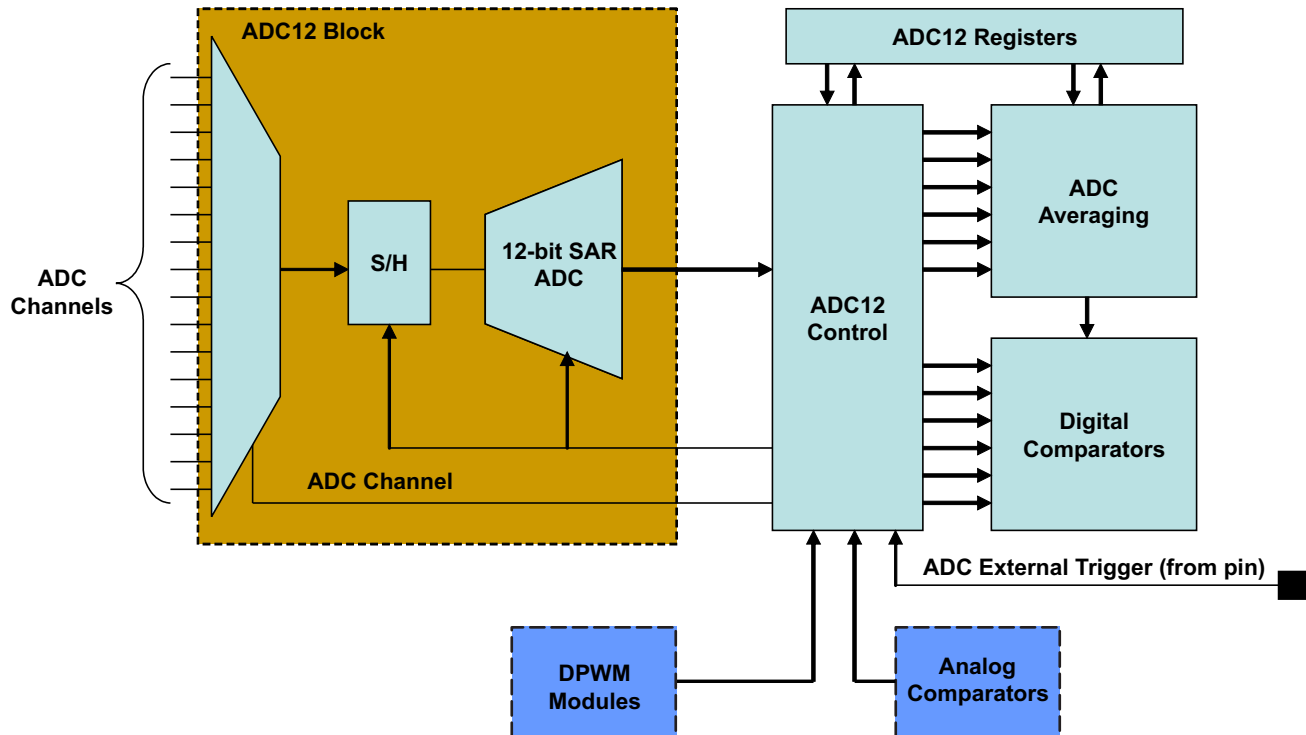 ADC12 Block
ADC12 Registers
ADC
Channels
S/H
12-bit SAR
ADC
ADC12
Control
ADC
Averaging
Digital
Comparators
ADC Channel
ADC External Trigger (from pin)
DPWM
Modules
Analog
Comparators